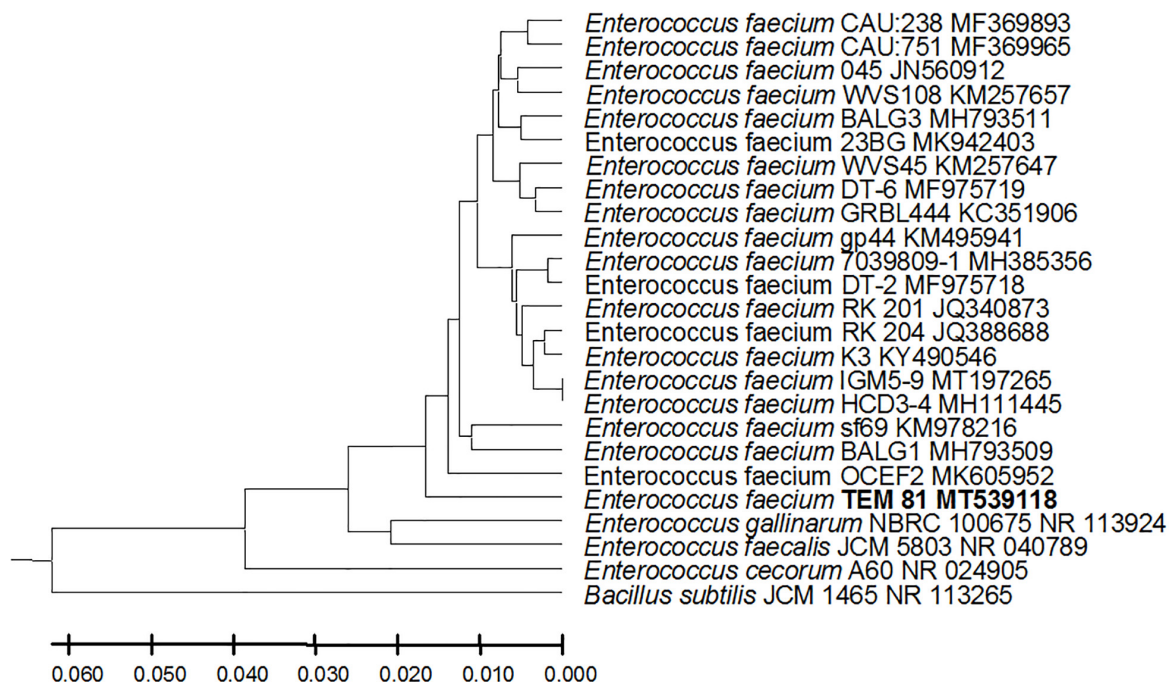 Enterococcus faecium CAU:238 MF369893
Enterococcus faecium CAU:751 MF369965
Enterococcus faecium 045 JN560912
Enterococcus faecium WVS108 KM257657
Enterococcus faecium BALG3 MH793511
Enterococcus faecium 23BG MK942403
Enterococcus faecium WVS45 KM257647
Enterococcus faecium DT-6 MF975719
Enterococcus faecium GRBL444 KC351906
Enterococcus faecium gp44 KM495941
Enterococcus faecium 7039809-1 MH385356
Enterococcus faecium DT-2 MF975718
Enterococcus faecium RK 201 JQ340873
Enterococcus faecium RK 204 JQ388688
Enterococcus faecium K3 KY490546
Enterococcus faecium IGM5-9 MT197265
Enterococcus faecium HCD3-4 MH111445
Enterococcus faecium sf69 KM978216
Enterococcus faecium BALG1 MH793509
Enterococcus faecium OCEF2 MK605952
Enterococcus faecium TEM 81 MT539118
Enterococcus gallinarum NBRC 100675 NR 113924
Enterococcus faecalis JCM 5803 NR 040789
Enterococcus cecorum A60 NR 024905
Bacillus subtilis JCM 1465 NR 113265
0.060 0.050 0.040 0.030 0.020 0.010 0.000